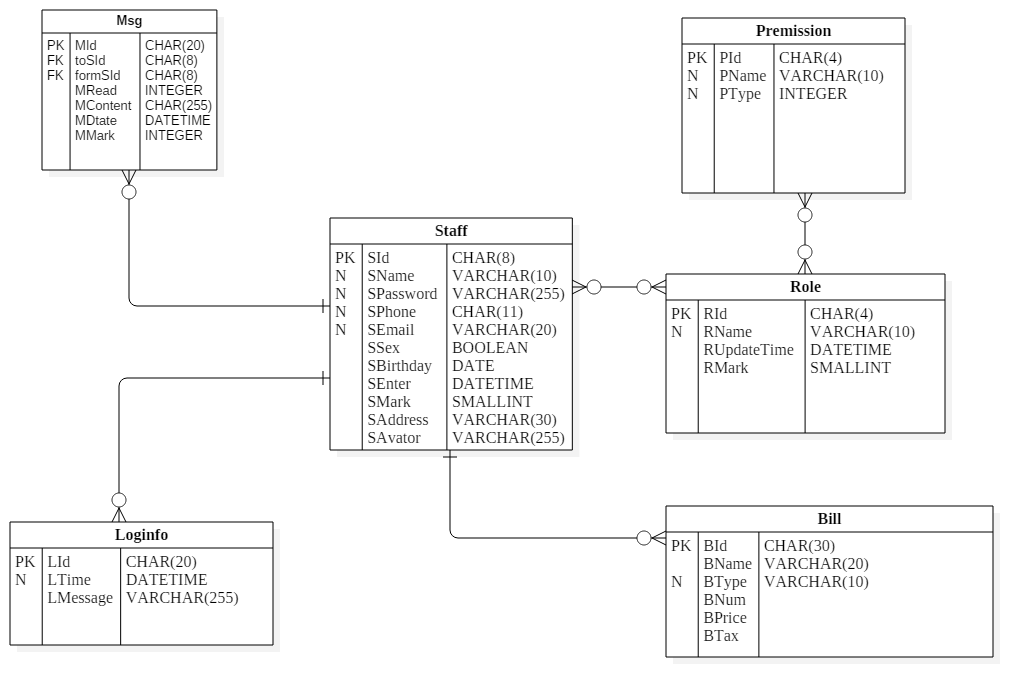 Msg
PK MId CHAR(20)
FK toSId CHAR(8)
FK formSId CHAR(8)
MRead INTEGER
MContent CHAR(255)
MDtate DATETIME
MMark INTEGER
Premission
PK PId CHAR(4)
N PName VARCHAR(10)
N PType INTEGER
Staff
PK SId CHAR(8)
N SName VARCHAR(10)
N SPassword VARCHAR(255)
N SPhone CHAR(11)
N SEmail VARCHAR(20)
SSex BOOLEAN
SBirthday DATE
SEnter DATETIME
SMark SMALLINT
SAddress VARCHAR(30)
SAvator VARCHAR(255)
Role
PK RId CHAR(4)
N RName VARCHAR(10)
RUpdateTime DATETIME
RMark SMALLINT
Loginfo
PK LId CHAR(20)
N LTime DATETIME
LMessage VARCHAR(255)
Bill
PK BId CHAR(30)
BName VARCHAR(20)
N BType VARCHAR(10)
BNum
BPrice
BTax